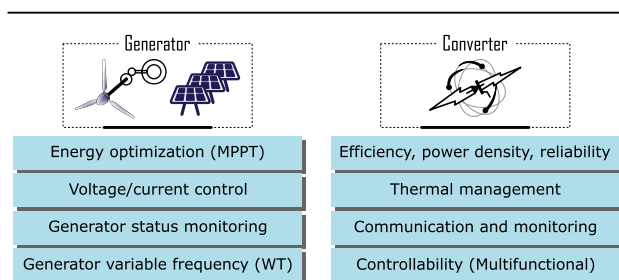 Generator
Energy optimization (MPPT)
Voltage/current control
Generator status monitoring
Generator variable frequency (WT)
Converter
Efficiency, power density, reliability
Thermal management
Communication and monitoring
Controllability (Multifunctional)